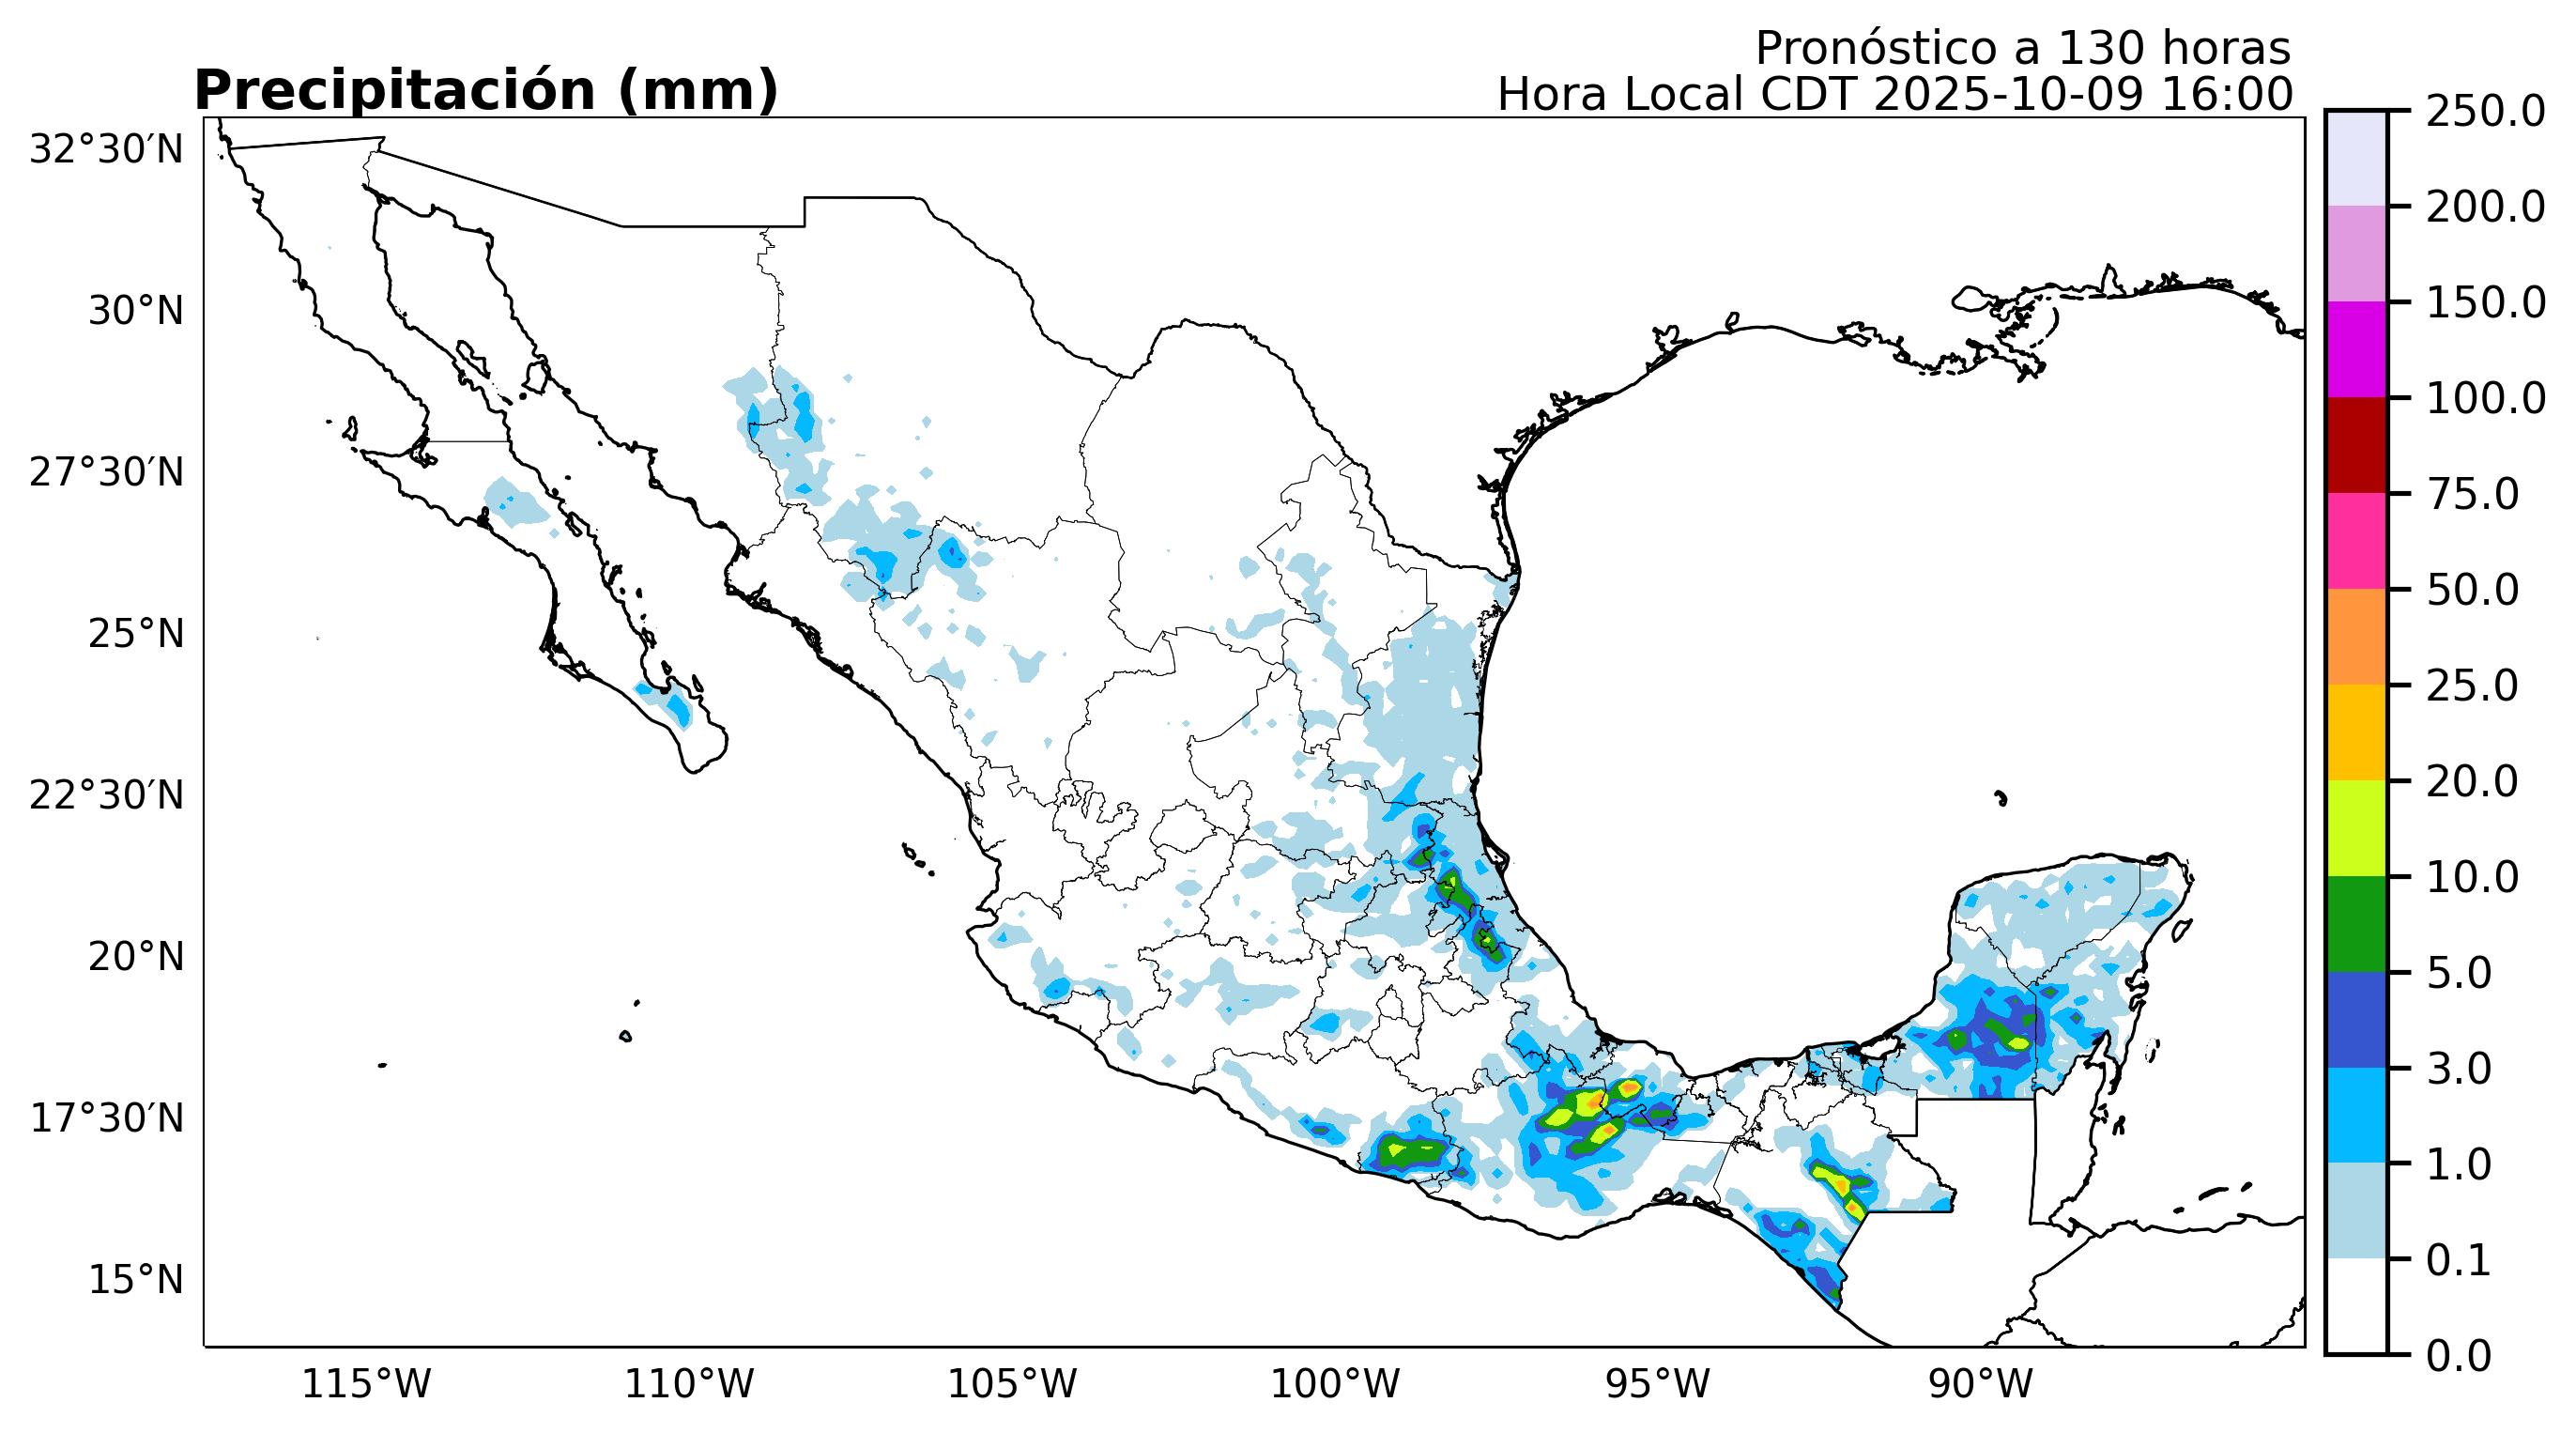 Pronóstico a 130 horas
Precipitación (mm)
Hora Local CDT 2025-10-09 16:00
32°30′N
30°N
27°30′N
25°N
22°30′N
20°N
17°30′N
15°N
115°W
110°W
105°W
100°W
95°W
90°W
250.0
200.0
150.0
100.0
75.0
50.0
25.0
20.0
10.0
5.0
3.0
1.0
0.1
0.0